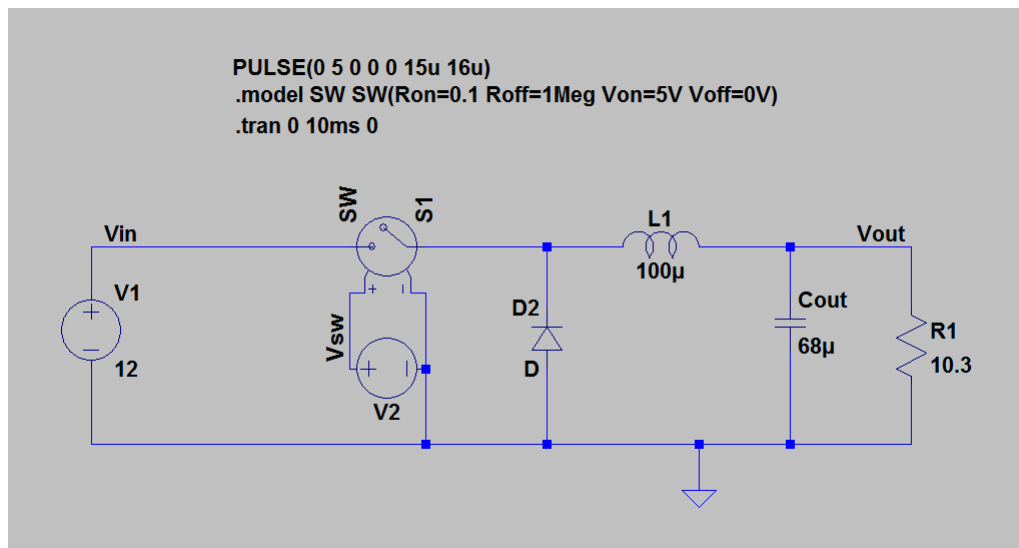 PULSE(0 5 0 0 0 15u 16u)
.model SW SW(Ron=0.1 Roff=1Meg Von=5V Voff=0V)
.tran 0 10ms 0
SW
S1
Vin
L1
Vout
100µ
V1
12
Vsw
V2
D2
D
Cout
68µ
R1
10.3